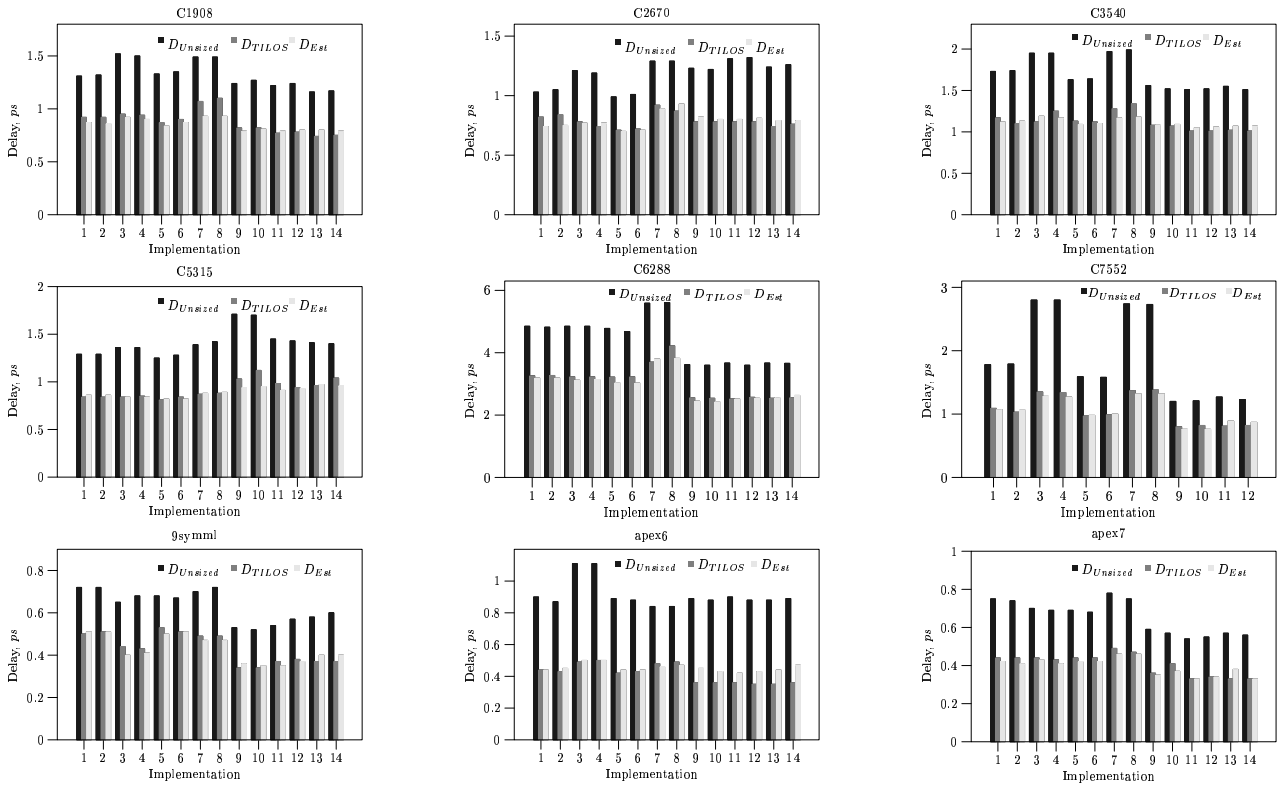 C1908
D_Unsized D_TILOS D_Est
Delay, ps
1.5
1
0.5
0
1 2 3 4 5 6 7 8 9 10 11 12 13 14
Implementation
C2670
D_Unsized D_TILOS D_Est
Delay, ps
1.5
1
0.5
0
1 2 3 4 5 6 7 8 9 10 11 12 13 14
Implementation
C3540
D_Unsized D_TILOS D_Est
Delay, ps
2
1.5
1
0.5
0
1 2 3 4 5 6 7 8 9 10 11 12 13 14
Implementation
C5315
D_Unsized D_TILOS D_Est
Delay, ps
2
1.5
1
0.5
0
1 2 3 4 5 6 7 8 9 10 11 12 13 14
Implementation
C6288
D_Unsized D_TILOS D_Est
Delay, ps
6
4
2
0
1 2 3 4 5 6 7 8 9 10 11 12 13 14
Implementation
C7552
D_Unsized D_TILOS D_Est
Delay, ps
3
2
1
0
1 2 3 4 5 6 7 8 9 10 11 12
Implementation
9symml
D_Unsized D_TILOS D_Est
Delay, ps
0.8
0.6
0.4
0.2
0
1 2 3 4 5 6 7 8 9 10 11 12 13 14
Implementation
apex6
D_Unsized D_TILOS D_Est
Delay, ps
1
0.8
0.6
0.4
0.2
0
1 2 3 4 5 6 7 8 9 10 11 12 13 14
Implementation
apex7
D_Unsized D_TILOS D_Est
Delay, ps
1
0.8
0.6
0.4
0.2
0
1 2 3 4 5 6 7 8 9 10 11 12 13 14
Implementation